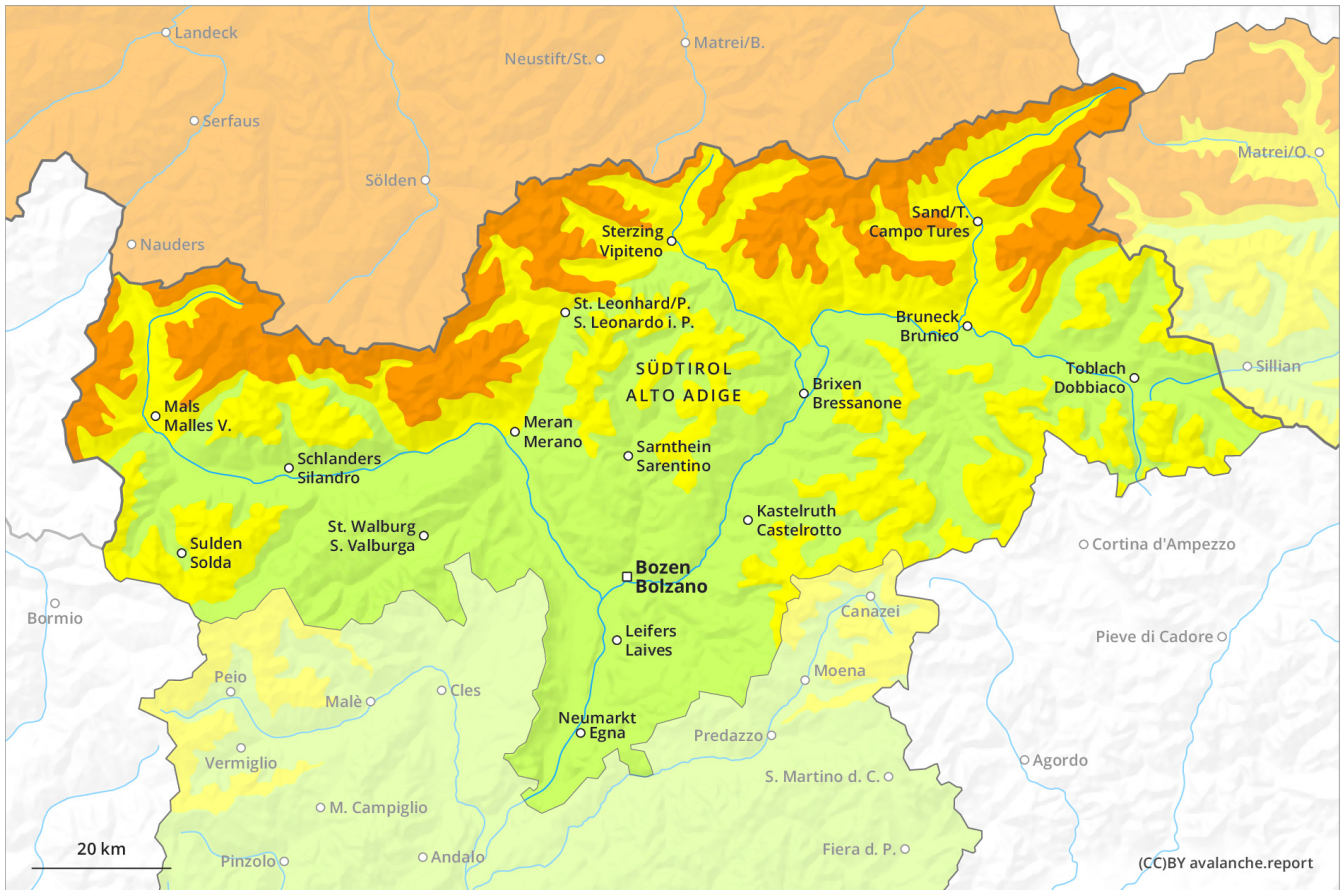 Landeck
Matrei/B.
Neustift/St.
Serfaus
Matrei/O.
Sölden
Sand/T.
Campo Tures
Sterzing
Vipiteno
Nauders
St. Leonhard/P.
S. Leonardo i. P.
Bruneck
Brunico
SÜDTIROL
ALTO ADIGE
Toblach
Dobbiaco
Sillian
Brixen
Bressanone
Mals
Malles V.
Meran
Merano
Sarnthein
Sarentino
Schlanders
Silandro
Kastelruth
Castelrotto
St. Walburg
S. Valburga
Sulden
Solda
Cortina d'Ampezzo
Bozen
Bolzano
Bormio
Canazei
Leifers
Laives
Pieve di Cadore
Peio
Moena
Malè
Cles
Neumarkt
Egna
Predazzo
Vermiglio
Agordo
S. Martino d. C.
M. Campiglio
20 km
Fiera d. P.
Pinzolo
Andalo
(CC)BY avalanche.report